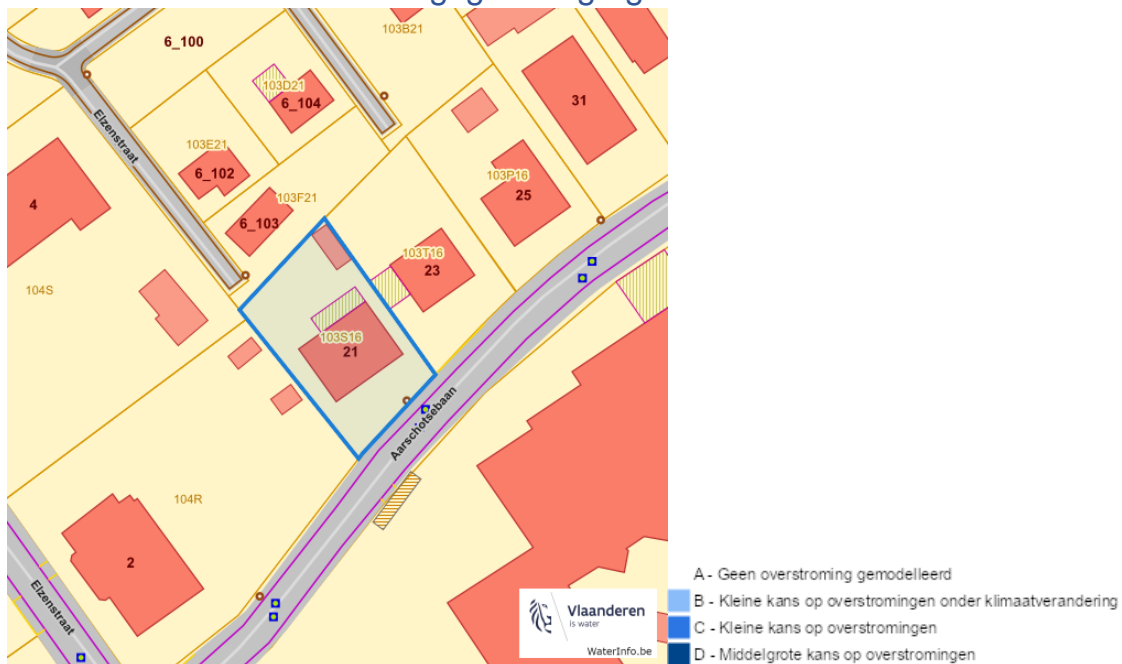 6_100
103B21
103D21
6_104
31
Elzenstraat
103E21
6_102
103P16
25
4
103F21
6_103
103T16
23
104S
103S16
21
Aarschotsebaan
104R
2
Elzenstraat
Vlaanderen
is water
WaterInfo.be
A - Geen overstroming gemodelleerd
B - Kleine kans op overstromingen onder klimaatverandering
C - Kleine kans op overstromingen
D - Middelgrote kans op overstromingen